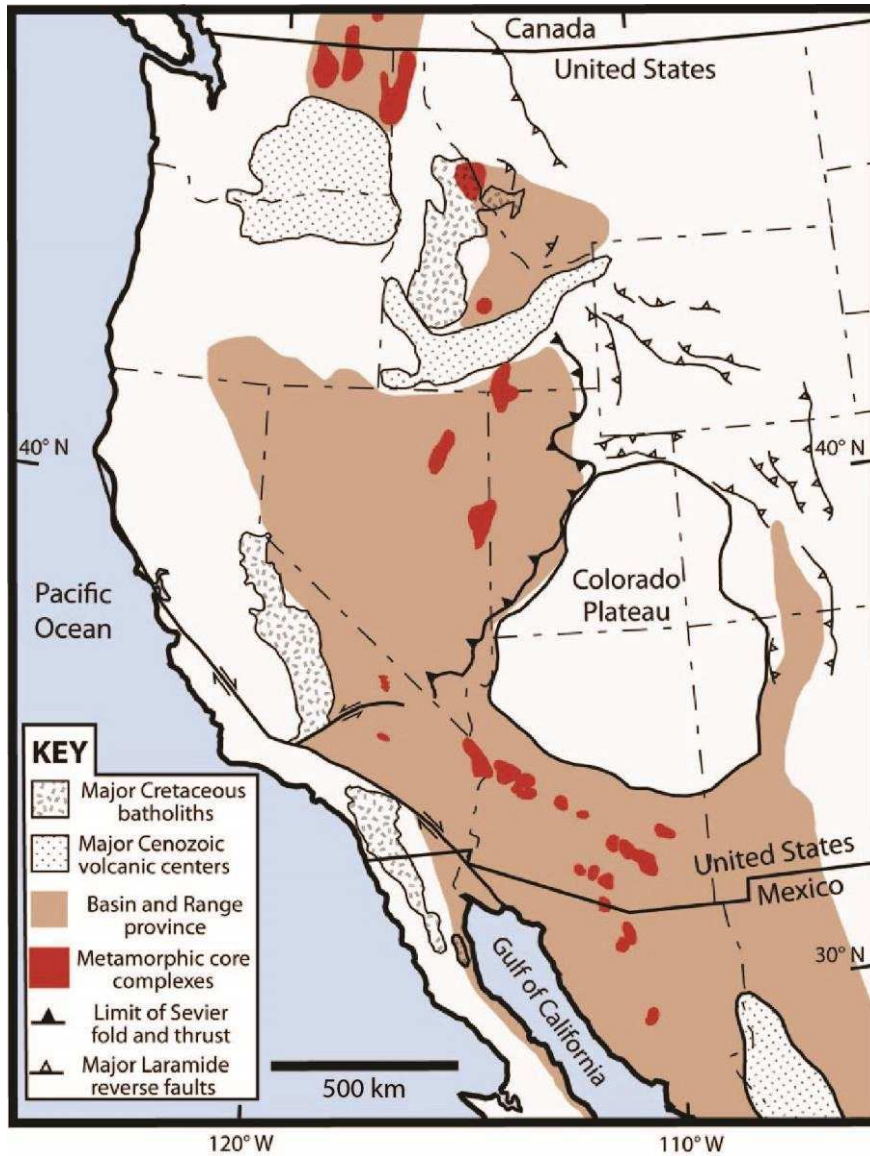 Canada
United States
40° N
40° N
Pacific
Ocean
Colorado
Plateau
KEY
Major Cretaceous
batholiths
Major Cenozoic
volcanic centers
Basin and Range
province
Metamorphic core
complexes
Limit of Sevier
fold and thrust
Major Laramide
reverse faults
United States
Mexico
30° N
Gulf of California
500 km
120° W
110° W